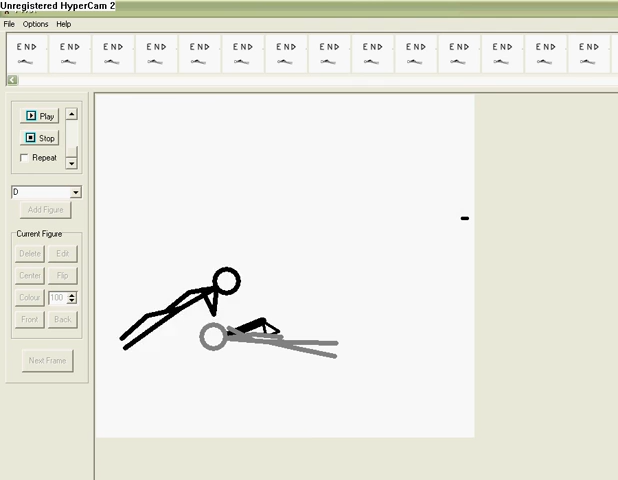 Unregistered HyperCam 2
File Options Help
END END END END END END END END END END END END END END
Play
Stop
Repeat
D
Add Figure
Current Figure
Delete Edit
Center Flip
Colour 100
Front Back
Next Frame